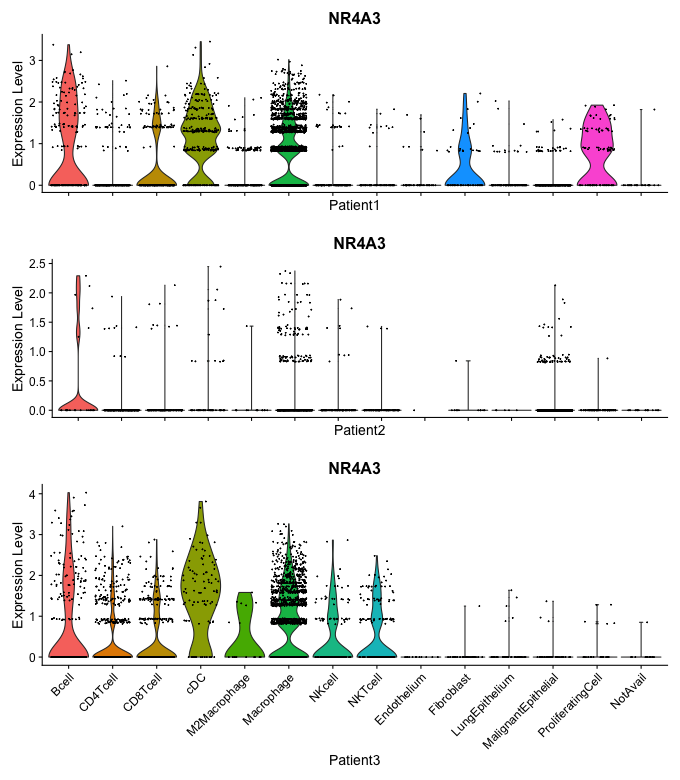 NR4A3
Expression Level
3
2
1
0
Patient1
NR4A3
Expression Level
2.5
2.0
1.5
1.0
0.5
0.0
Patient2
NR4A3
Expression Level
4
3
2
1
0
Bcell
CD4Tcell
CD8Tcell
cDC
M2Macrophage
Macrophage
NKcell
NKTcell
Endothelium
Fibroblast
LungEpithelium
MalignantEpithelial
ProliferatingCell
NotAvail
Patient3